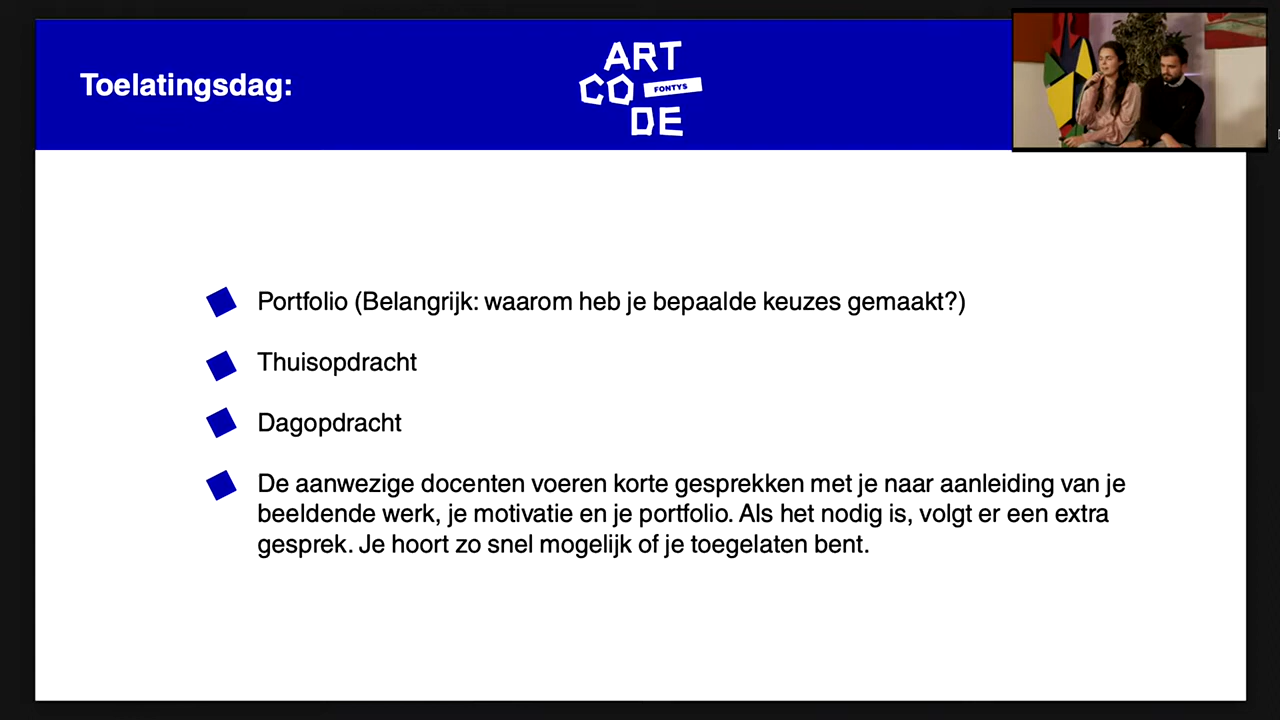 Toelatingsdag:
ART
CO FONTYS
DE
Portfolio (Belangrijk: waarom heb je bepaalde keuzes gemaakt?)
Thuisopdracht
Dagopdracht
De aanwezige docenten voeren korte gesprekken met je naar aanleiding van je
beeldende werk, je motivatie en je portfolio. Als het nodig is, volgt er een extra
gesprek. Je hoort zo snel mogelijk of je toegelaten bent.